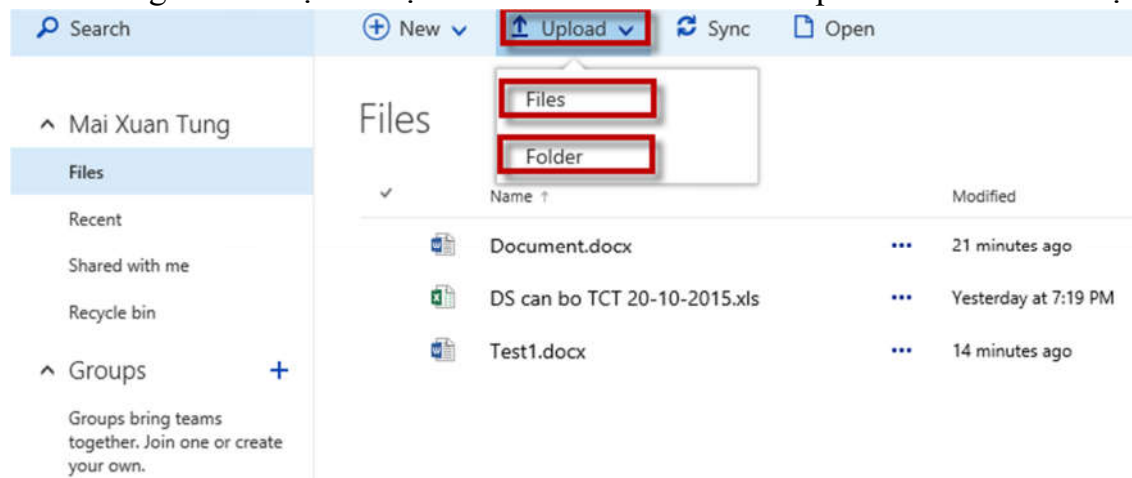 Search
New Upload Sync Open
Files
Folder
Mai Xuan Tung
Files
Recent
Shared with me
Recycle bin
Groups +
Groups bring teams
together. Join one or create
your own.
Files
Name ↑ Modified
Document.docx ••• 21 minutes ago
DS can bo TCT 20-10-2015.xls ••• Yesterday at 7:19 PM
Test1.docx ••• 14 minutes ago